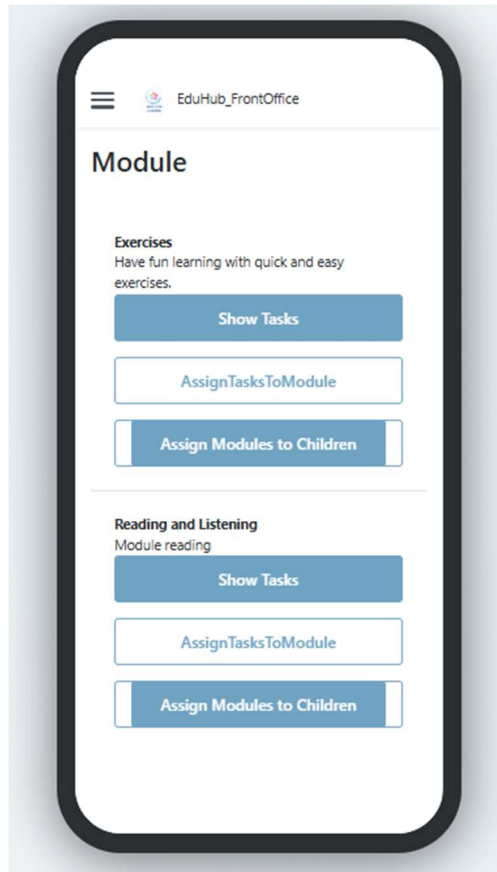 EduHub_FrontOffice
Module
Exercises
Have fun learning with quick and easy
exercises.
Show Tasks
AssignTasksToModule
Assign Modules to Children
Reading and Listening
Module reading
Show Tasks
AssignTasksToModule
Assign Modules to Children